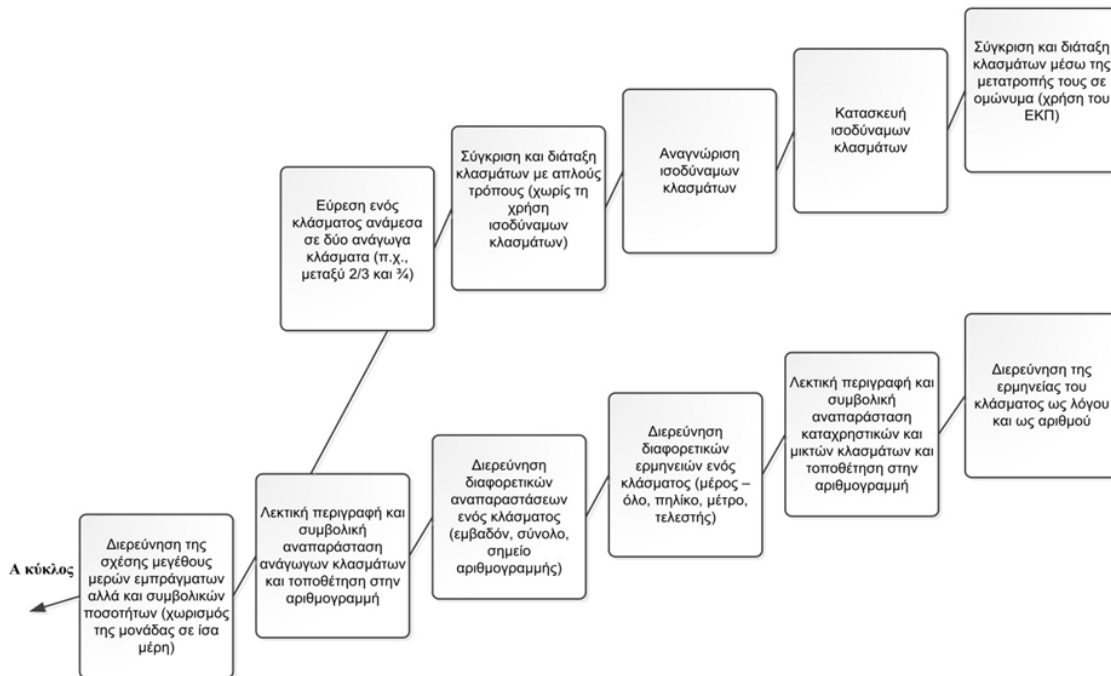 Σύγκριση και διάταξη
κλασμάτων μέσω της
μετατροπής τους σε
ομώνυμα (χρήση του
ΕΚΠ)
Κατασκευή
ισοδύναμων
κλασμάτων
Αναγνώριση
ισοδύναμων
κλασμάτων
Σύγκριση και διάταξη
κλασμάτων με απλούς
τρόπους (χωρίς τη
χρήση
ισοδύναμων
κλασμάτων)
Εύρεση ενός
κλάσματος ανάμεσα
σε δύο ανάγωγα
κλάσματα (π.χ.,
μεταξύ 2/3 και ¾)
Διερεύνηση της
ερμηνείας του
κλάσματος ως λόγου
και ως αριθμού
Λεκτική περιγραφή και
συμβολική
αναπαράσταση
καταχρηστικών και
μικτών κλασμάτων και
τοποθέτηση στην
αριθμογραμμή
Διερεύνηση
διαφορετικών
ερμηνειών ενός
κλάσματος (μέρος –
όλο, πηλίκο, μέτρο,
τελεστής)
Διερεύνηση
διαφορετικών
αναπαραστάσεων
ενός κλάσματος
(εμβαδόν, σύνολο,
σημείο
αριθμογραμμής)
Λεκτική περιγραφή και
συμβολική
αναπαράσταση
ανάγωγων κλασμάτων
και τοποθέτηση στην
αριθμογραμμή
Διερεύνηση της
σχέσης μεγέθους
μερών εμπράγματων
αλλά και συμβολικών
ποσοτήτων (χωρισμός
της μονάδας σε ίσα
μέρη)
Α κύκλος